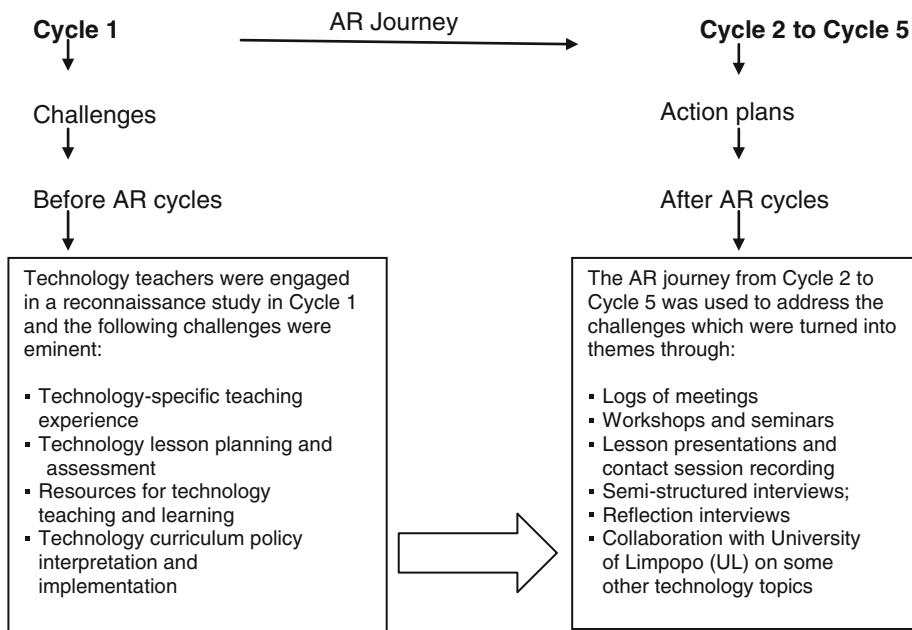 Cycle 1
AR Journey
Cycle 2 to Cycle 5
Challenges
Action plans
Before AR cycles
After AR cycles
Technology teachers were engaged
in a reconnaissance study in Cycle 1
and the following challenges were
eminent:
▪ Technology-specific teaching
experience
▪ Technology lesson planning and
assessment
▪ Resources for technology
teaching and learning
▪ Technology curriculum policy
interpretation and
implementation
The AR journey from Cycle 2 to
Cycle 5 was used to address the
challenges which were turned into
themes through:
▪ Logs of meetings
▪ Workshops and seminars
▪ Lesson presentations and
contact session recording
▪ Semi-structured interviews;
▪ Reflection interviews
▪ Collaboration with University
of Limpopo (UL) on some
other technology topics